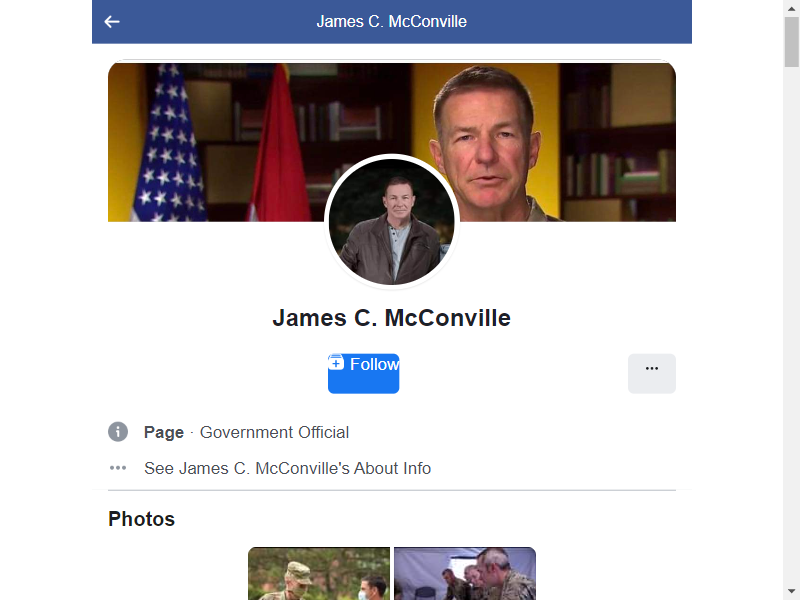 James C. McConville
James C. McConville
Follow
Page · Government Official
See James C. McConville's About Info
Photos